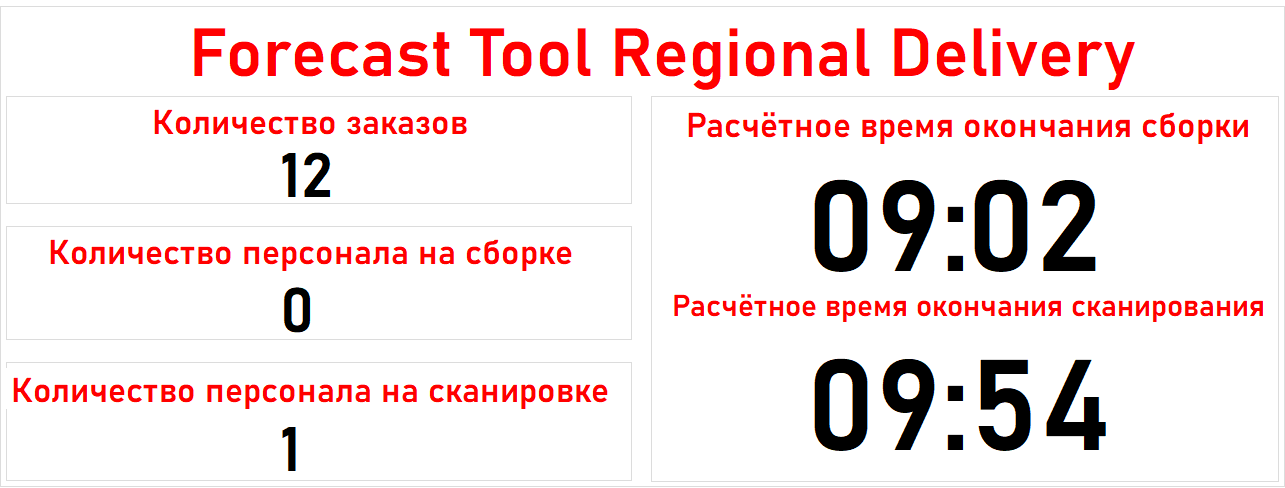 Forecast Tool Regional Delivery
Количество заказов
12
Количество персонала на сборке
0
Количество персонала на сканировке
1
Расчётное время окончания сборки
09:02
Расчётное время окончания сканирования
09:54